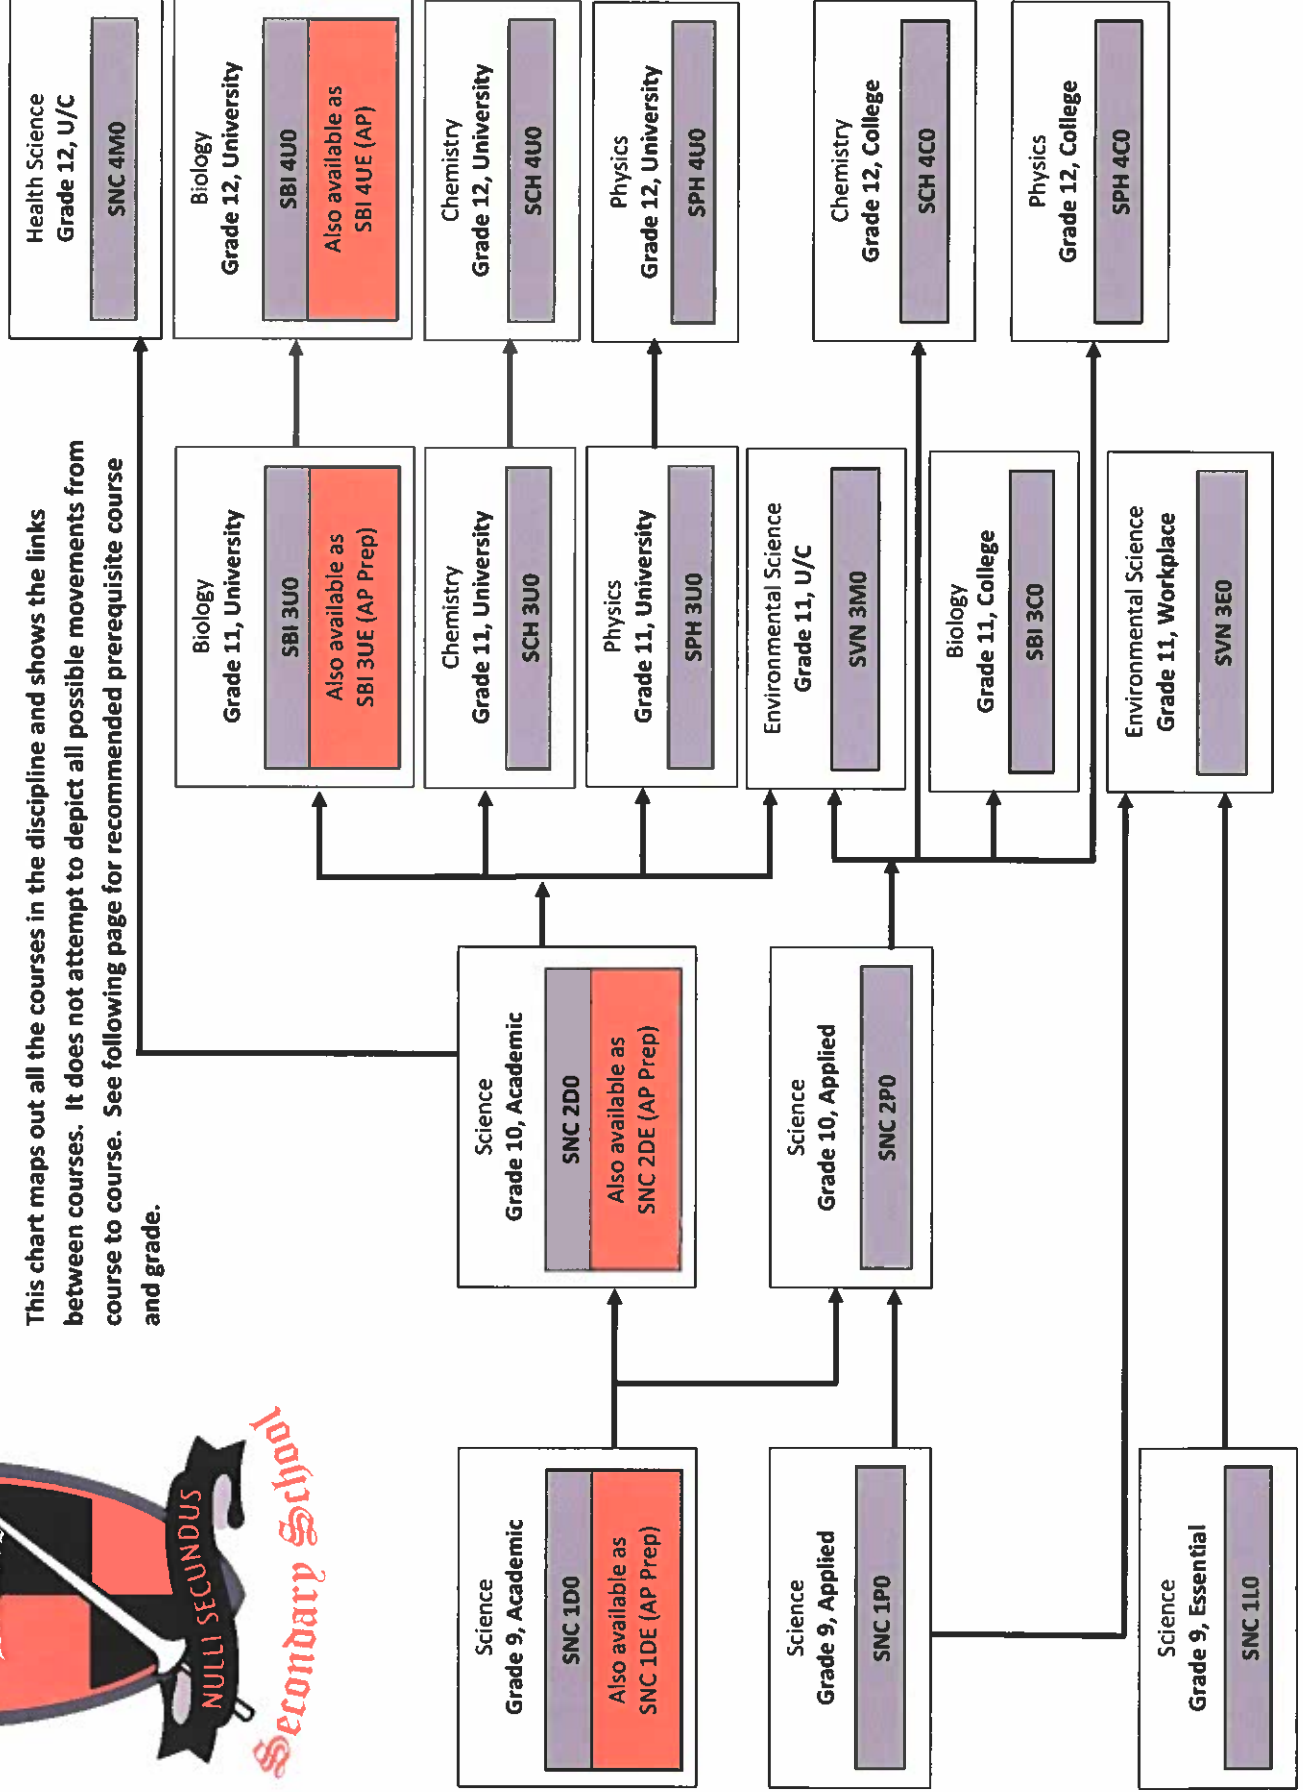 NULLI SECUNDUS
Secondary School
This chart maps out all the courses in the discipline and shows the links
between courses. It does not attempt to depict all possible movements from
course to course. See following page for recommended prerequisite course
and grade.
Science
Grade 9, Academic
SNC 1D0
Also available as
SNC 1DE (AP Prep)
Science
Grade 9, Applied
SNC 1P0
Science
Grade 9, Essential
SNC 1L0
Science
Grade 10, Academic
SNC 2D0
Also available as
SNC 2DE (AP Prep)
Science
Grade 10, Applied
SNC 2P0
Biology
Grade 11, University
SBI 3U0
Also available as
SBI 3UE (AP Prep)
Chemistry
Grade 11, University
SCH 3U0
Physics
Grade 11, University
SPH 3U0
Environmental Science
Grade 11, U/C
SVN 3M0
Biology
Grade 11, College
SBI 3C0
Environmental Science
Grade 11, Workplace
SVN 3E0
Health Science
Grade 12, U/C
SNC 4M0
Biology
Grade 12, University
SBI 4U0
Also available as
SBI 4UE (AP)
Chemistry
Grade 12, University
SCH 4U0
Physics
Grade 12, University
SPH 4U0
Chemistry
Grade 12, College
SCH 4C0
Physics
Grade 12, College
SPH 4C0